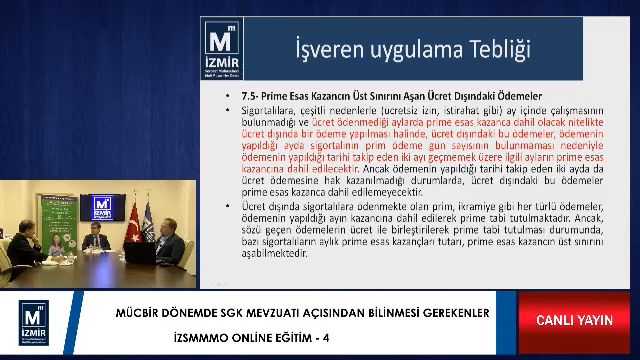 m
M
İZMİR
İşveren uygulama Tebliği
• 7.5- Prime Esas Kazancın Üst Sınırını Aşan Ücret Dışındaki Ödemeler
• Sigortalılara, çeşitli nedenlerle (ücretsiz izin, istirahat gibi) ay içinde çalışmasının
bulunmadığı ve ücret ödenmediği aylarda prime esas kazanca dahil olacak nitelikte
ücret dışında bir ödeme yapılması halinde, ücret dışındaki bu ödemeler, ödemenin
yapıldığı ayda sigortalının prim ödeme gün sayısının bulunmaması nedeniyle
ödemenin yapıldığı tarihi takip eden iki ayı geçmemek üzere ilgili ayların prime esas
kazancına dahil edilecektir. Ancak ödemenin yapıldığı tarihi takip eden iki ayda da
ücret ödemesine hak kazanılmadığı durumlarda, ücret dışındaki bu ödemeler
prime esas kazanca dahil edilemeyecektir.
• Ücret dışında sigortalılara ödenmekte olan prim, ikramiye gibi her türlü ödemeler,
ödemenin yapıldığı ayın kazancına dahil edilerek prime tabi tutulmaktadır. Ancak,
sözü geçen ödemelerin ücret ile birleştirilerek prime tabi tutulması durumunda,
bazı sigortalıların aylık prime esas kazançları tutarı, prime esas kazancın üst sınırını
aşabilmektedir.
M
İZMİR
m
M
İZMİR
MÜCBİR DÖNEMDE SGK MEVZUATI AÇISINDAN BİLİNMESİ GEREKENLER
İZSMMMO ONLINE EĞİTİM - 4
CANLI YAYIN